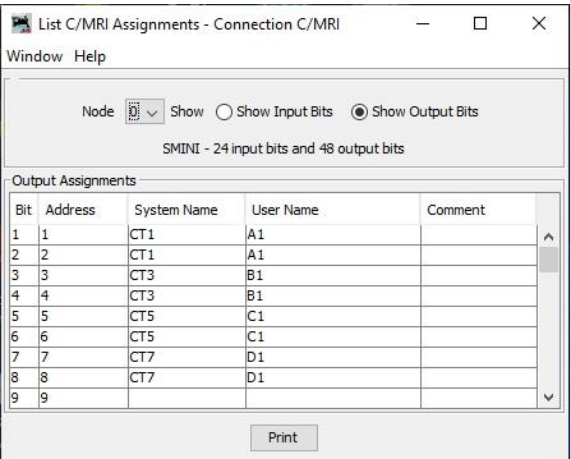 List C/MRI Assignments - Connection C/MRI
Window Help
Node 0 Show Show Input Bits Show Output Bits
SMINI - 24 input bits and 48 output bits
Output Assignments
Bit Address System Name User Name Comment
1 1 CT1 A1
2 2 CT1 A1
3 3 CT3 B1
4 4 CT3 B1
5 5 CT5 C1
6 6 CT5 C1
7 7 CT7 D1
8 8 CT7 D1
9 9
Print